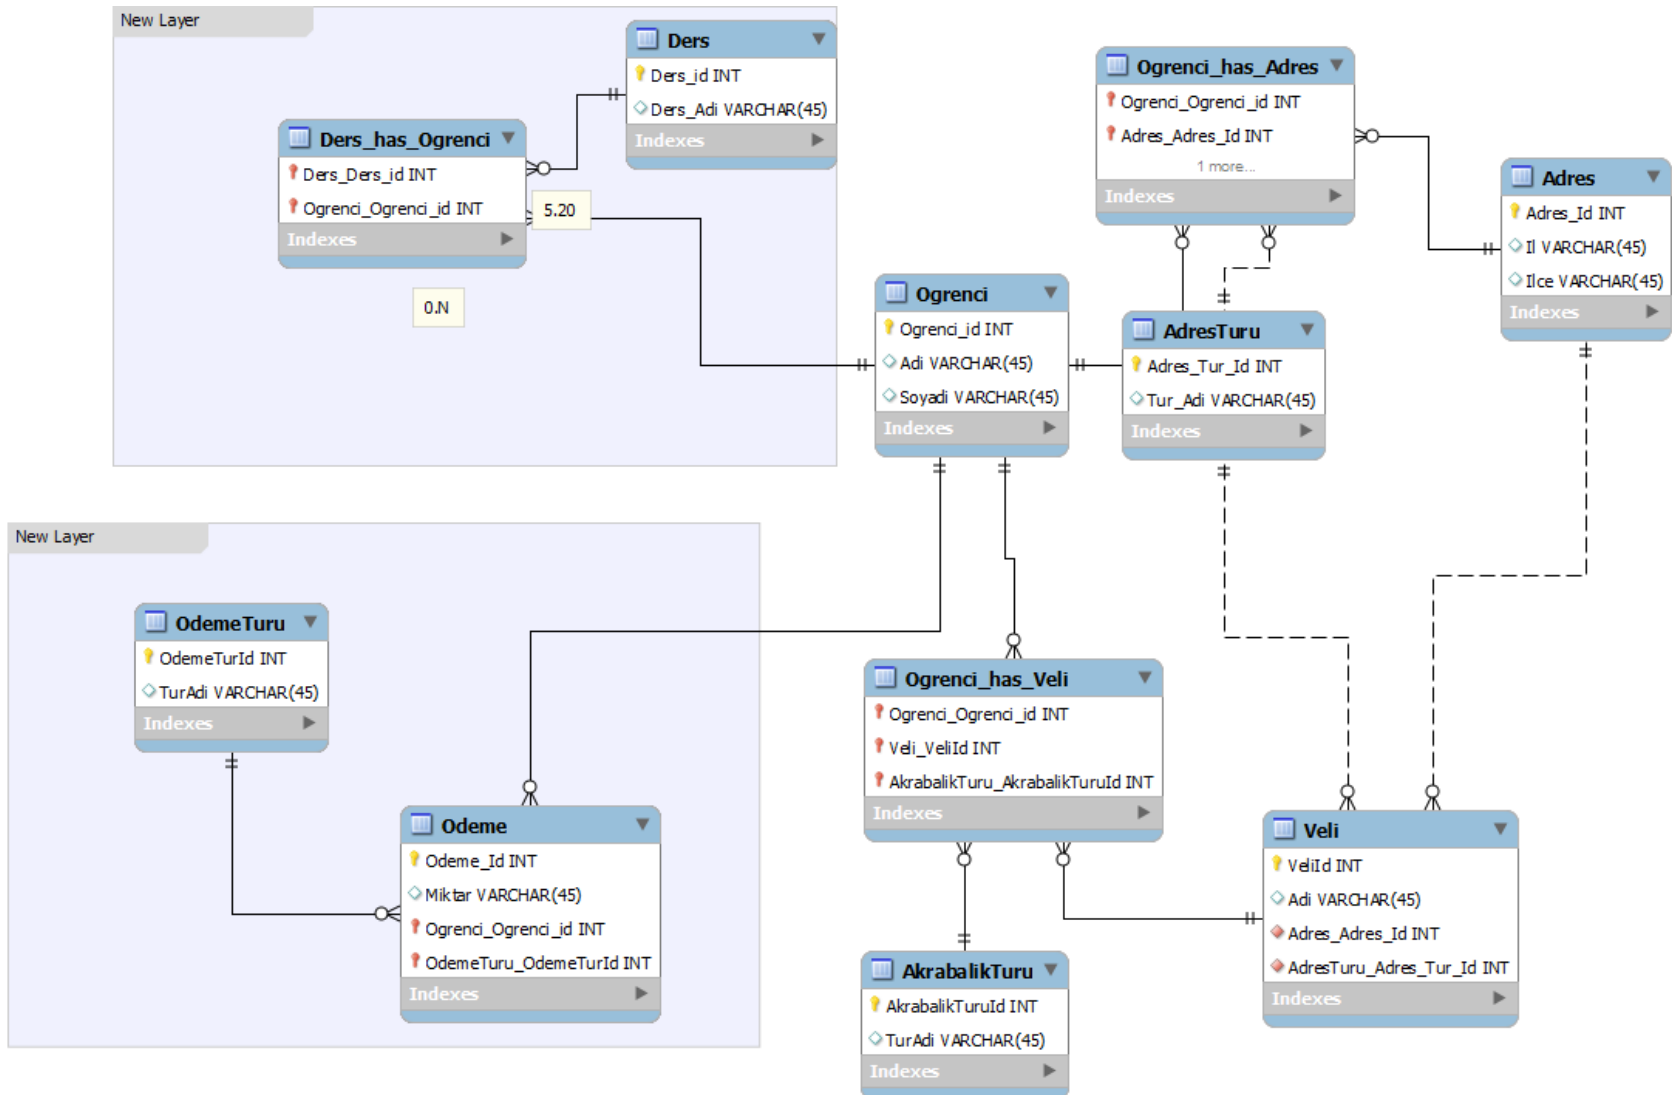 New Layer
Ders
Ders_id INT
Ders_Adi VARCHAR(45)
Indexes
Ders_has_Ogrenci
Ders_Ders_id INT
Ogrenci_Ogrenci_id INT
Indexes
5.20
0.N
Ogrenci_has_Adres
Ogrenci_Ogrenci_id INT
Adres_Adres_Id INT
1 more...
Indexes
Adres
Adres_Id INT
Il VARCHAR(45)
Ilce VARCHAR(45)
Indexes
Ogrenci
Ogrenci_id INT
Adi VARCHAR(45)
Soyadi VARCHAR(45)
Indexes
AdresTuru
Adres_Tur_Id INT
Tur_Adi VARCHAR(45)
Indexes
New Layer
OdemeTuru
OdemeTurId INT
TurAdi VARCHAR(45)
Indexes
Odeme
Odeme_Id INT
Miktar VARCHAR(45)
Ogrenci_Ogrenci_id INT
OdemeTuru_OdemeTurId INT
Indexes
Ogrenci_has_Veli
Ogrenci_Ogrenci_id INT
Veli_VeliId INT
AkrabalikTuru_AkrabalikTuruId INT
Indexes
AkrabalikTuru
AkrabalikTuruId INT
TurAdi VARCHAR(45)
Indexes
Veli
VeliId INT
Adi VARCHAR(45)
Adres_Adres_Id INT
AdresTuru_Adres_Tur_Id INT
Indexes